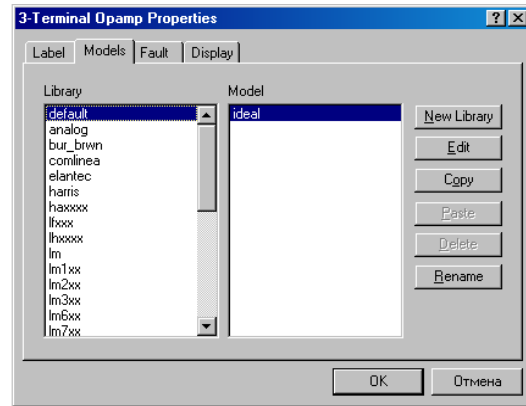 3-Terminal Opamp Properties
Label Models Fault Display
Library Model
default ideal
analog
bur_brwn
comlinea
elantec
harris
haxxxx
lfxxx
lhxxxx
lm
lm1xx
lm2xx
lm3xx
lm6xx
lm7xx
New Library
Edit
Copy
Paste
Delete
Rename
OK Отмена